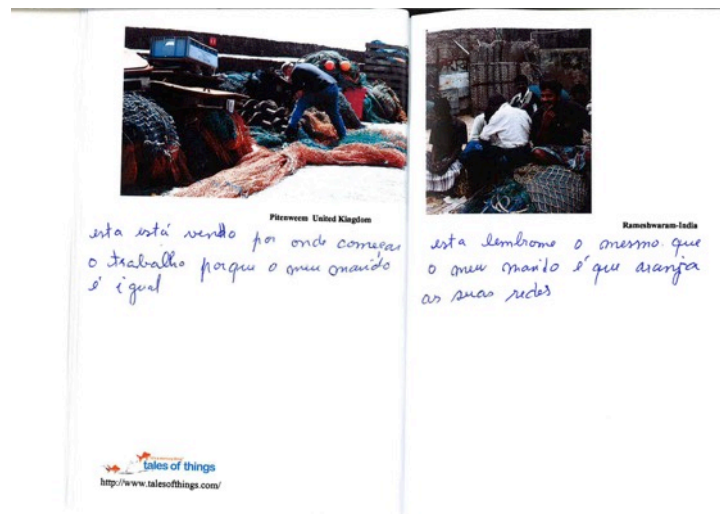 Pittenweem United Kingdom
esta está vendo por onde começar
o trabalho porque o meu marido
é igual
tales of things
http://www.talesofthings.com/
Rameshwaram-India
esta lembrome o mesmo que
o meu marido é que aranja
as suas redes